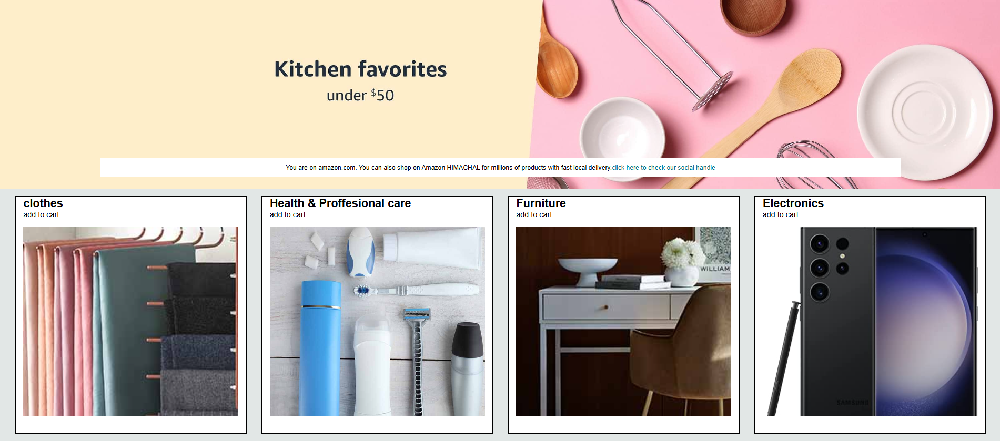 Kitchen favorites
under $50
You are on amazon.com. You can also shop on Amazon HIMACHAL for millions of products with fast local delivery.click here to check our social handle
clothes
add to cart
Health & Proffesional care
add to cart
Furniture
add to cart
Electronics
add to cart
WILLIAM
SAMSUNG